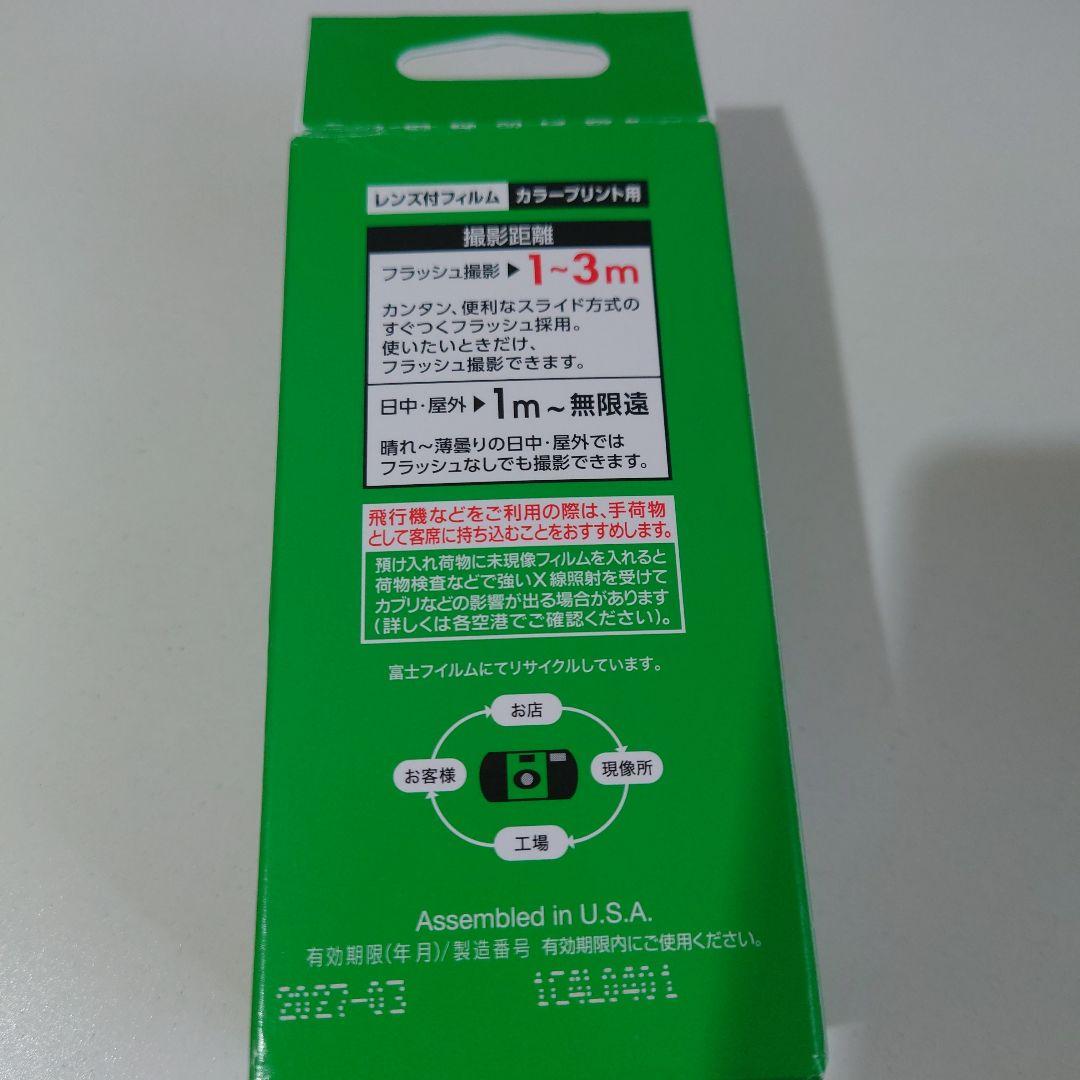 レンズ付フィルム カラープリント用
撮影距離
フラッシュ撮影▶1~3m
カンタン、便利なスライド方式の
すぐつくフラッシュ採用。
使いたいときだけ、
フラッシュ撮影できます。
日中・屋外▶1m~無限遠
晴れ~薄曇りの日中・屋外では
フラッシュなしでも撮影できます。
飛行機などをご利用の際は、手荷物
として客席に持ち込むことをおすすめします。
預け入れ荷物に未現像フィルムを入れると
荷物検査などで強いX線照射を受けて
カブリなどの影響が出る場合があります
(詳しくは各空港でご確認ください)。
富士フイルムにてリサイクルしています。
お店
お客様
現像所
工場
Assembled in U.S.A.
有効期限(年月)/製造番号 有効期限内にご使用ください。
2027-03 1C4L0401